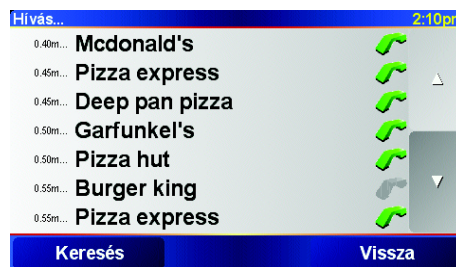 Hívás... 2:10pm
0.40m... Mcdonald's
0.45m... Pizza express
0.45m... Deep pan pizza
0.50m... Garfunkel's
0.50m... Pizza hut
0.55m... Burger king
0.55m... Pizza express
Keresés Vissza